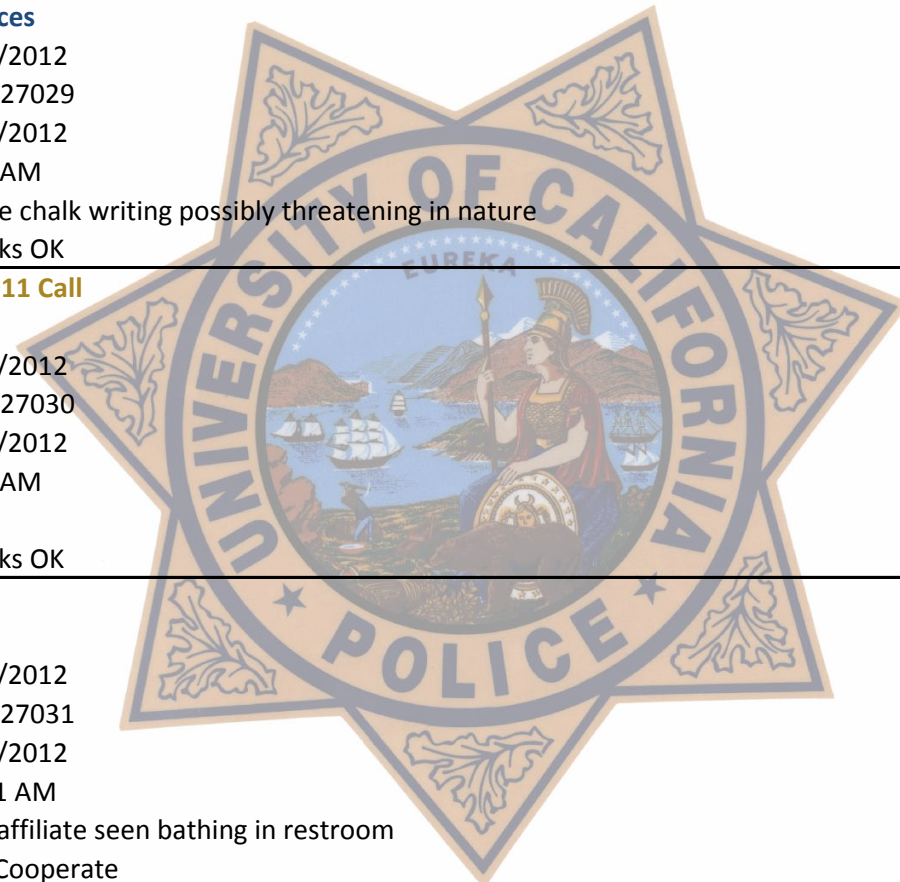 ces
/2012
27029
/2012
AM
e chalk writing possibly threatening in nature
ks OK
11 Call
/2012
27030
/2012
AM
ks OK
/2012
27031
/2012
1 AM
affiliate seen bathing in restroom
Cooperate
UNIVERSITY OF CALIFORNIA
EUREKA
POLICE